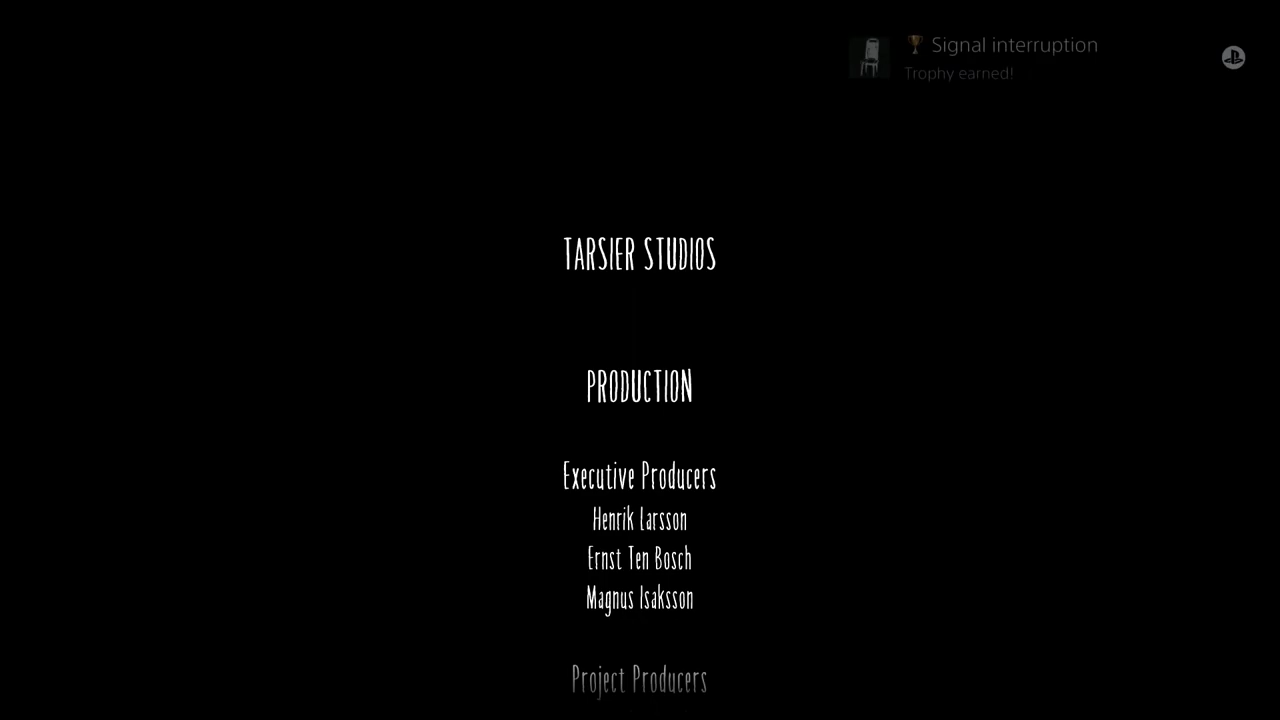 Signal interruption
Trophy earned!
TARSIER STUDIOS
PRODUCTION
Executive Producers
Henrik Larsson
Ernst Ten Bosch
Magnus Isaksson
Project Producers